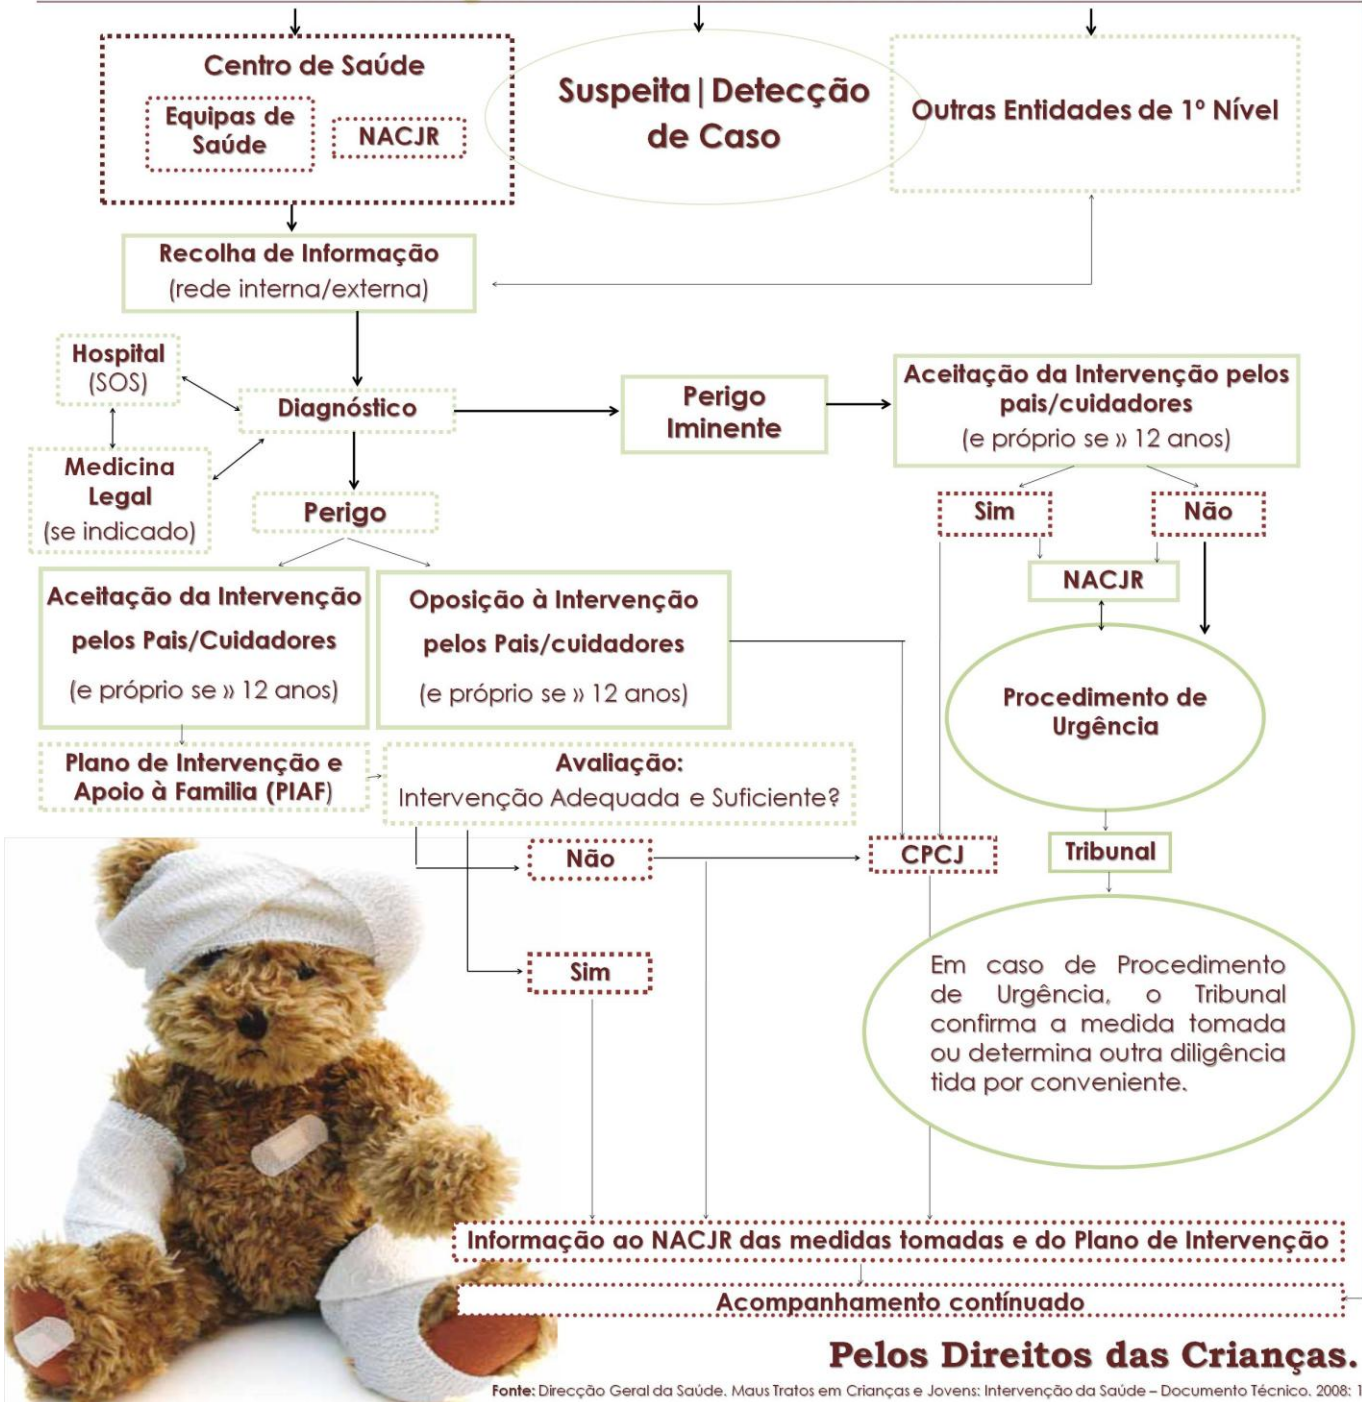 Centro de Saúde
Equipas de
Saúde
NACJR
Suspeita|Detecção
de Caso
Outras Entidades de 1º Nível
Recolha de Informação
(rede interna/externa)
Hospital
(SOS)
Diagnóstico
Perigo
Iminente
Aceitação da Intervenção pelos
pais/cuidadores
(e próprio se » 12 anos)
Medicina
Legal
(se indicado)
Perigo
Sim
Não
NACJR
Aceitação da Intervenção
pelos Pais/Cuidadores
(e próprio se » 12 anos)
Oposição à Intervenção
pelos Pais/cuidadores
(e próprio se » 12 anos)
Procedimento de
Urgência
Plano de Intervenção e
Apoio à Familia (PIAF)
Avaliação:
Intervenção Adequada e Suficiente?
Não
CPCJ
Tribunal
Sim
Em caso de Procedimento
de Urgência, o Tribunal
confirma a medida tomada
ou determina outra diligência
tida por conveniente.
Informação ao NACJR das medidas tomadas e do Plano de Intervenção
Acompanhamento contínuado
Pelos Direitos das Crianças.
Fonte: Direcção Geral da Saúde. Maus Tratos em Crianças e Jovens: Intervenção da Saúde – Documento Técnico. 2008: 1